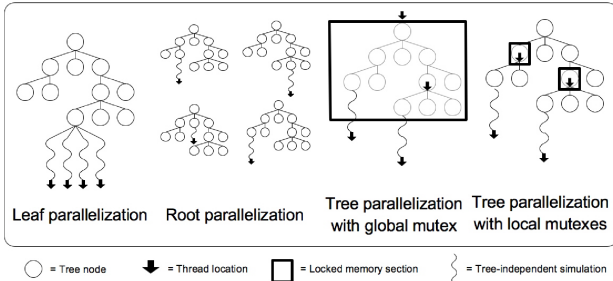 Leaf parallelization
Root parallelization
Tree parallelization
with global mutex
Tree parallelization
with local mutexes
= Tree node
= Thread location
= Locked memory section
= Tree-independent simulation